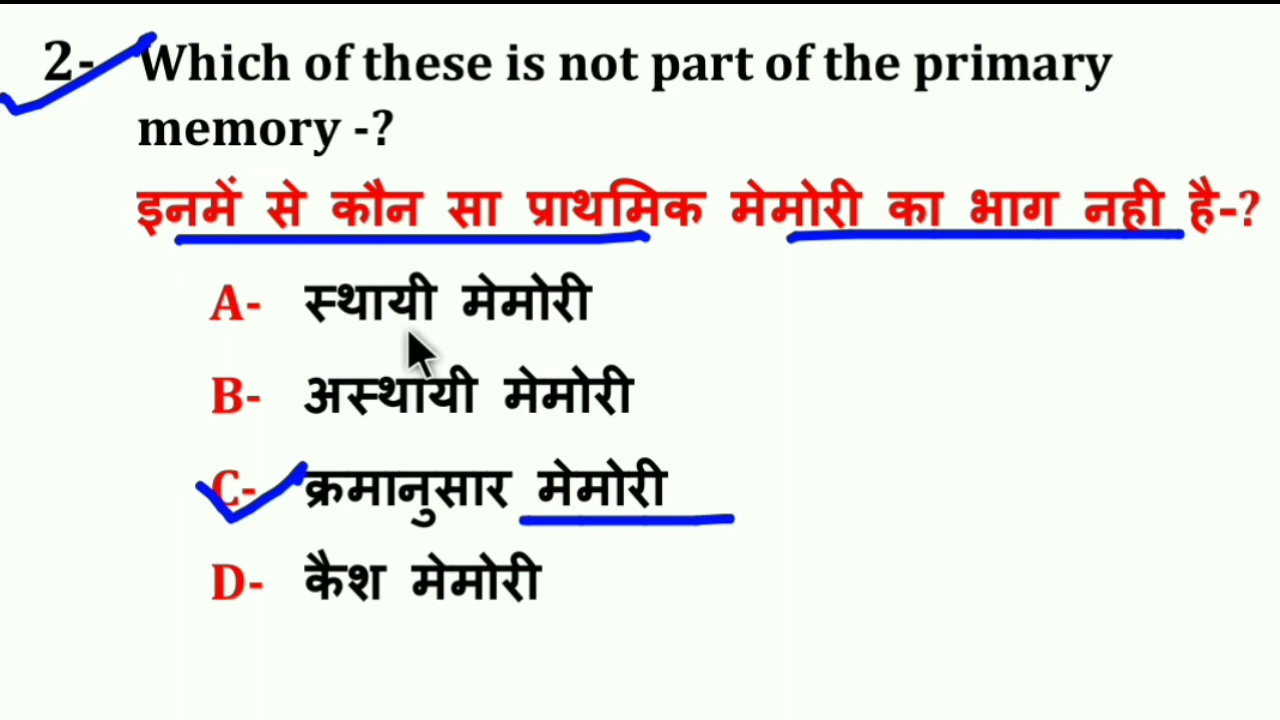 2- Which of these is not part of the primary
memory -?
इनमें से कौन सा प्राथमिक मेमोरी का भाग नही है-?
A- स्थायी मेमोरी
B- अस्थायी मेमोरी
C- क्रमानुसार मेमोरी
D- कैश मेमोरी